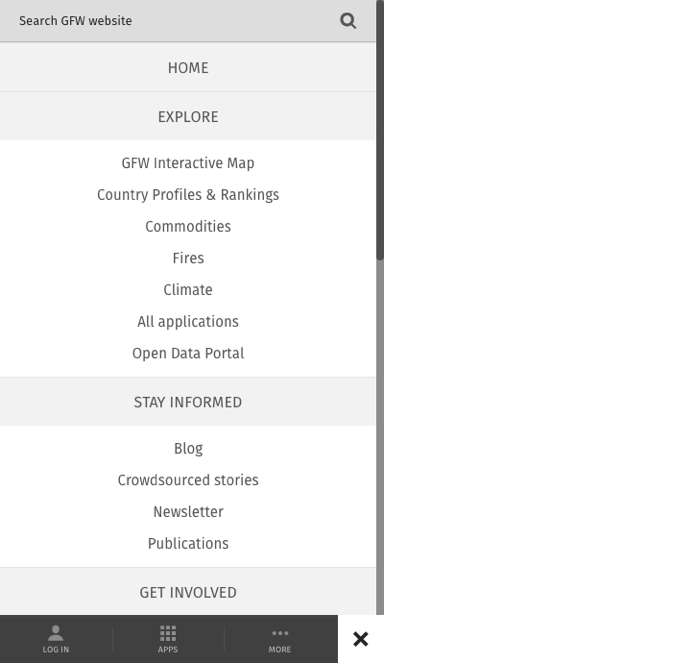 Search GFW website
HOME
EXPLORE
GFW Interactive Map
Country Profiles & Rankings
Commodities
Fires
Climate
All applications
Open Data Portal
STAY INFORMED
Blog
Crowdsourced stories
Newsletter
Publications
GET INVOLVED
LOG IN
APPS
MORE